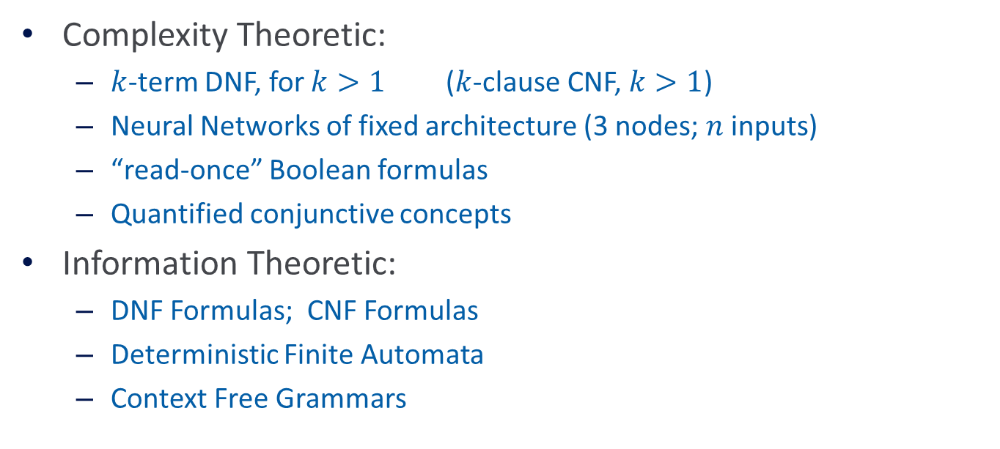 • Complexity Theoretic:
– k-term DNF, for k > 1 (k-clause CNF, k > 1)
– Neural Networks of fixed architecture (3 nodes; n inputs)
– “read-once” Boolean formulas
– Quantified conjunctive concepts
• Information Theoretic:
– DNF Formulas; CNF Formulas
– Deterministic Finite Automata
– Context Free Grammars